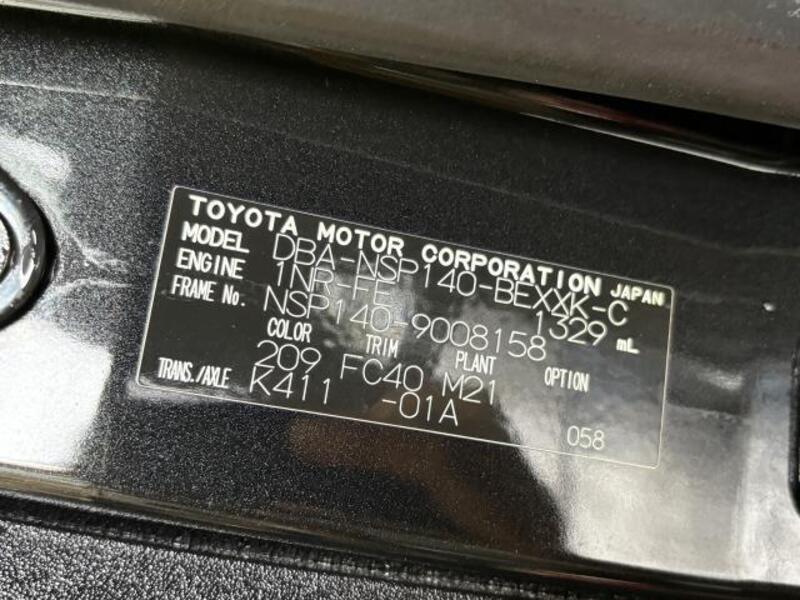 TOYOTA MOTOR CORPORATION JAPAN
MODEL DBA-NSP140-BEXXK-C
ENGINE 1NR-FE 1329 mL
FRAME No. NSP140-9008158
COLOR TRIM PLANT OPTION
209 FC40 M21
TRANS./AXLE K411 -01A
058